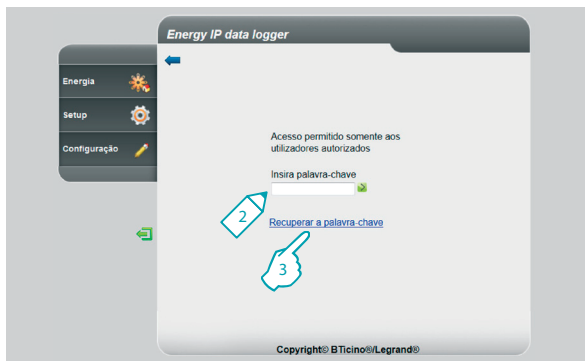 Energy IP data logger
Energia
Setup
Configuração
Acesso permitido somente aos
utilizadores autorizados
Insira palavra-chave
2
Recuperar a palavra-chave
3
Copyright© BTicino®/Legrand®